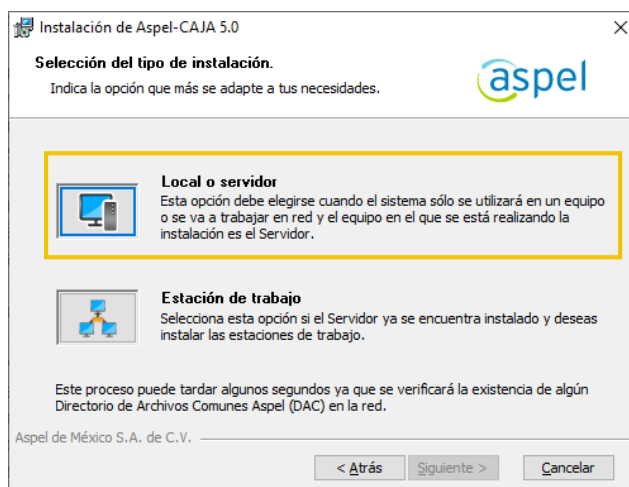 Instalación de Aspel-CAJA 5.0
Selección del tipo de instalación.
Indica la opción que más se adapte a tus necesidades.
aspel
Local o servidor
Esta opción debe elegirse cuando el sistema sólo se utilizará en un equipo
o se va a trabajar en red y el equipo en el que se está realizando la
instalación es el Servidor.
Estación de trabajo
Selecciona esta opción si el Servidor ya se encuentra instalado y deseas
instalar las estaciones de trabajo.
Este proceso puede tardar algunos segundos ya que se verificará la existencia de algún
Directorio de Archivos Comunes Aspel (DAC) en la red.
Aspel de México S.A. de C.V.
< Atrás
Siguiente >
Cancelar